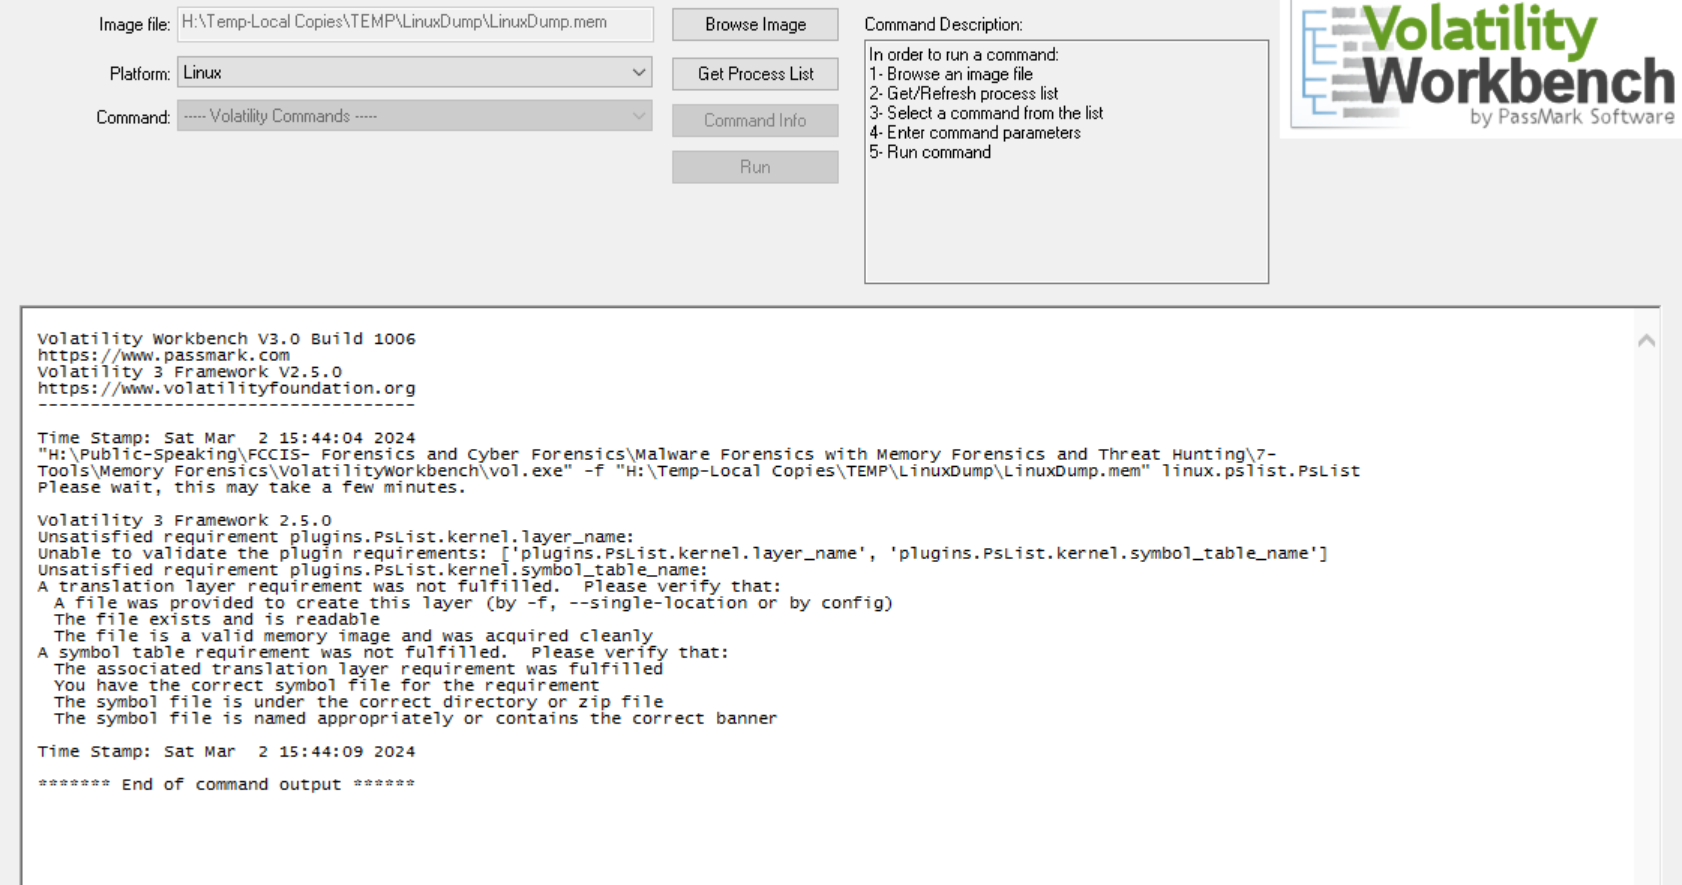 Image file: H:\Temp-Local Copies\TEMP\LinuxDump\LinuxDump.mem Browse Image
Platform: Linux Get Process List
Command: ----- Volatility Commands ----- Command Info
Run
Command Description:
In order to run a command:
1- Browse an image file
2- Get/Refresh process list
3- Select a command from the list
4- Enter command parameters
5- Run command
Volatility
Workbench
by PassMark Software
Volatility Workbench V3.0 Build 1006
https://www.passmark.com
Volatility 3 Framework V2.5.0
https://www.volatilityfoundation.org
------------------------------------
Time Stamp: Sat Mar  2 15:44:04 2024
"H:\Public-Speaking\FCCIS- Forensics and Cyber Forensics\Malware Forensics with Memory Forensics and Threat Hunting\7-
Tools\Memory Forensics\VolatilityWorkbench\vol.exe" -f "H:\Temp-Local Copies\TEMP\LinuxDump\LinuxDump.mem" linux.pslist.PsList
Please wait, this may take a few minutes.
Volatility 3 Framework 2.5.0
Unsatisfied requirement plugins.PsList.kernel.layer_name:
Unable to validate the plugin requirements: ['plugins.PsList.kernel.layer_name', 'plugins.PsList.kernel.symbol_table_name']
Unsatisfied requirement plugins.PsList.kernel.symbol_table_name:
A translation layer requirement was not fulfilled.  Please verify that:
  A file was provided to create this layer (by -f, --single-location or by config)
  The file exists and is readable
  The file is a valid memory image and was acquired cleanly
A symbol table requirement was not fulfilled.  Please verify that:
  The associated translation layer requirement was fulfilled
  You have the correct symbol file for the requirement
  The symbol file is under the correct directory or zip file
  The symbol file is named appropriately or contains the correct banner
Time Stamp: Sat Mar  2 15:44:09 2024
******* End of command output ******